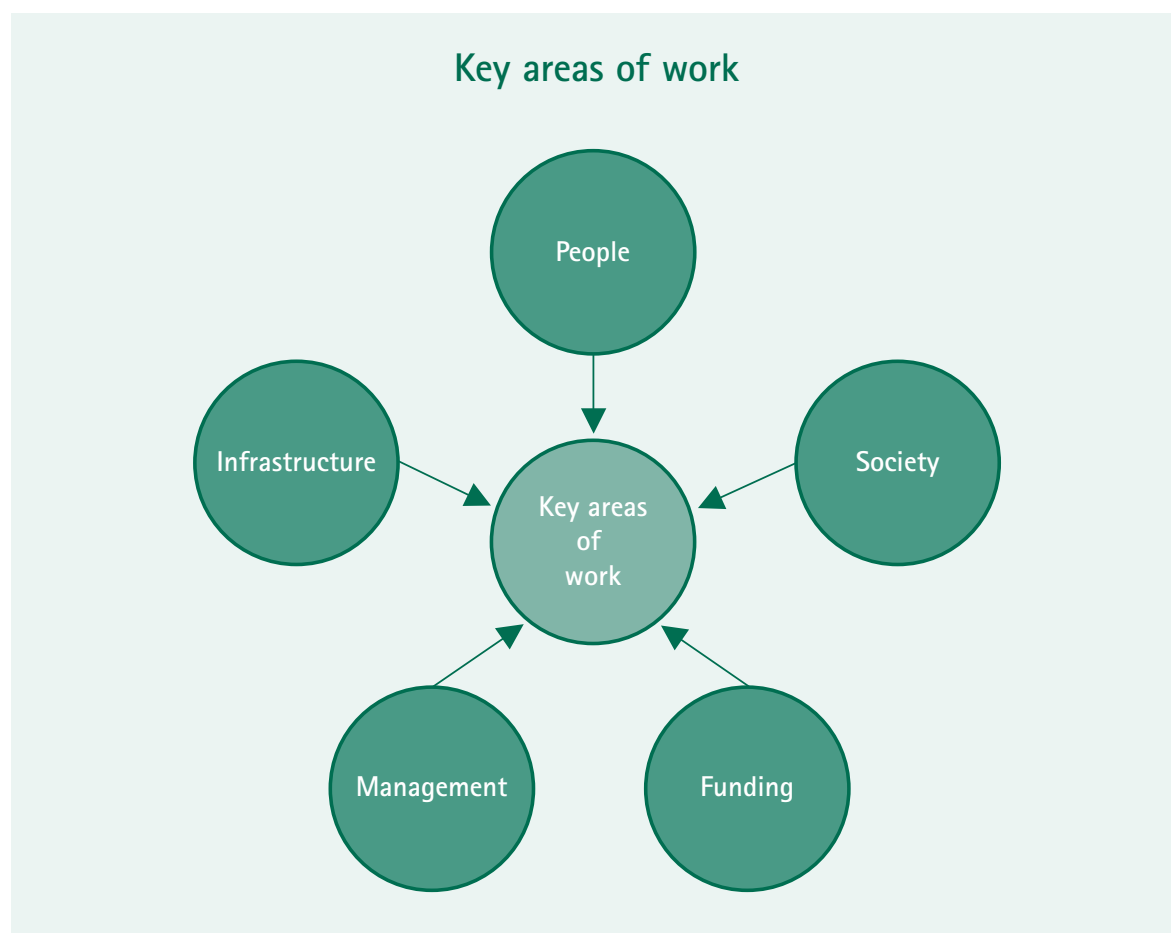 Key areas of work
People
Infrastructure
Society
Key areas
of
work
Management
Funding